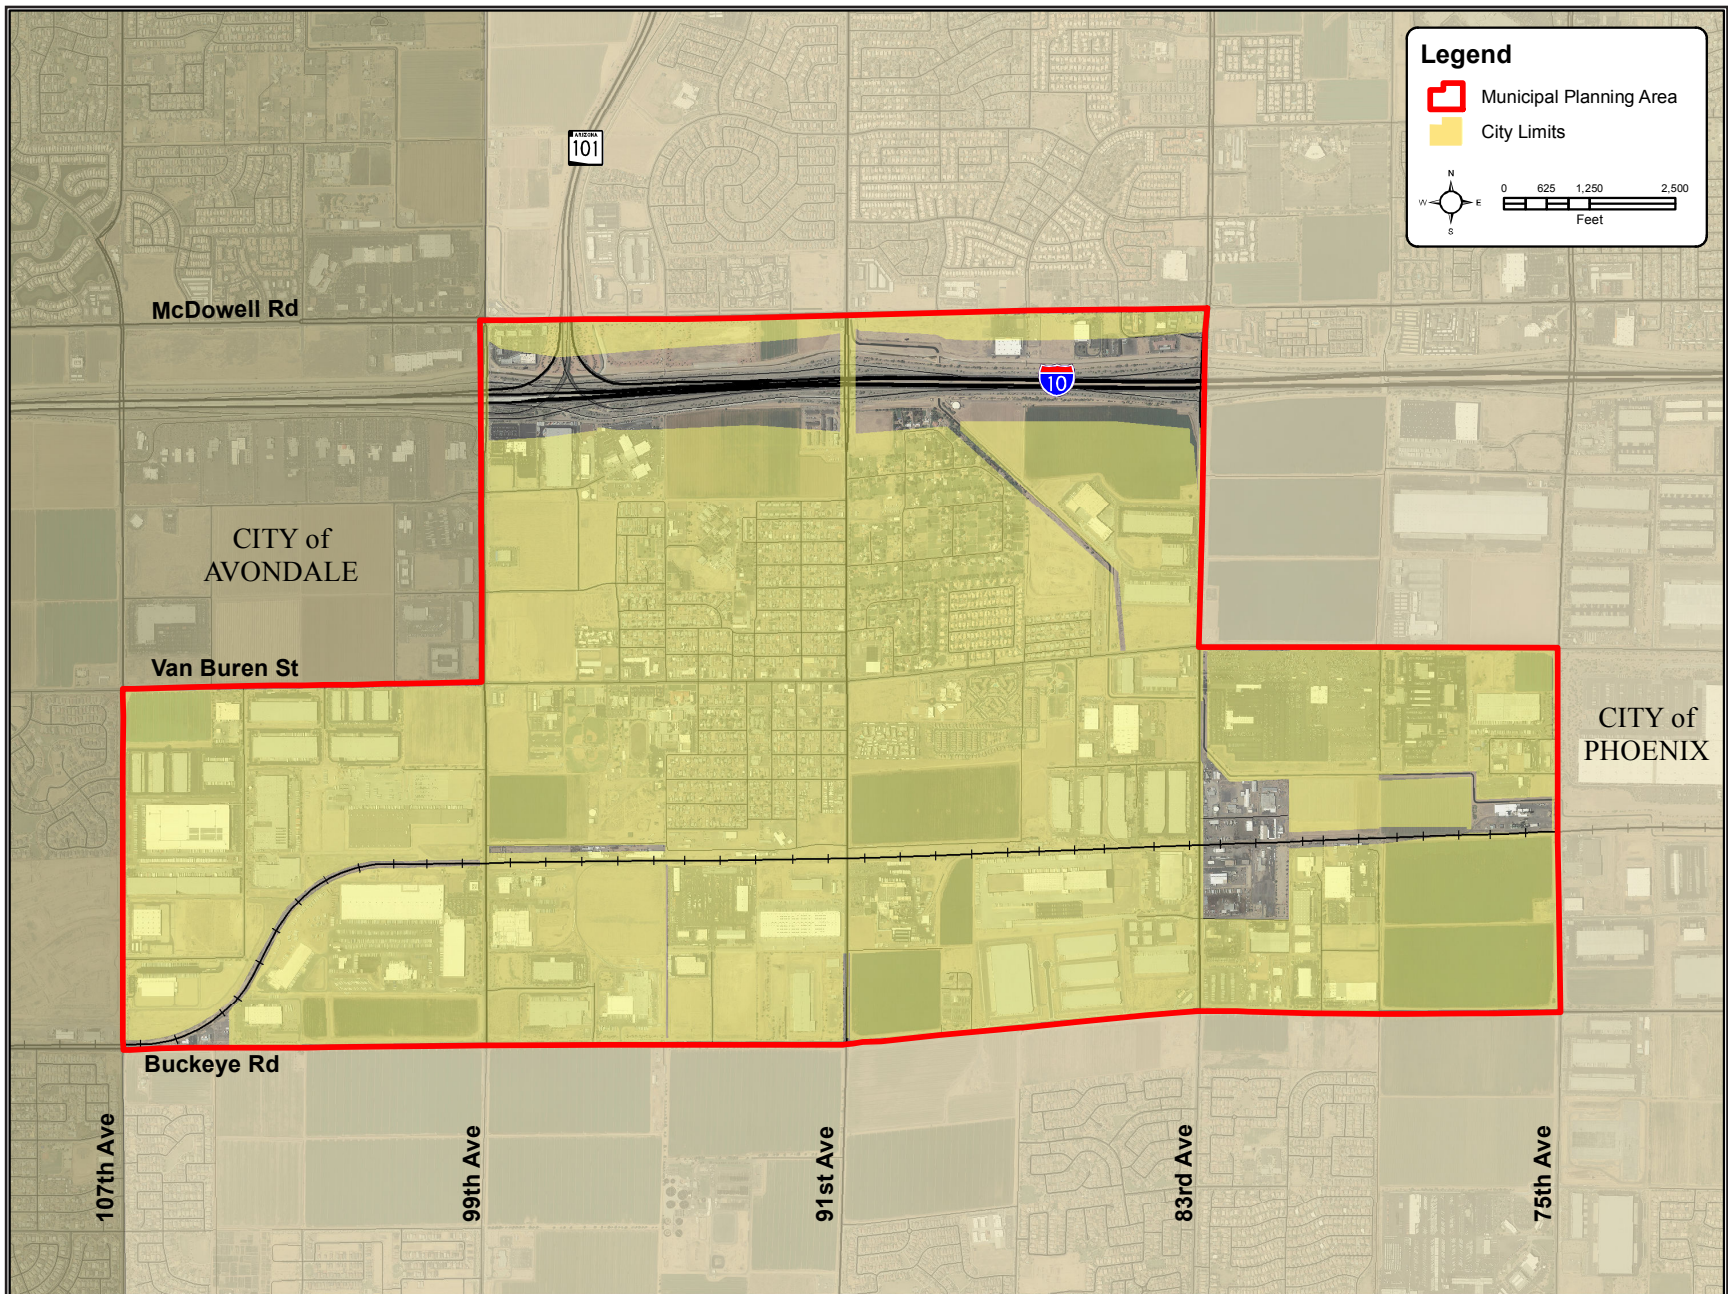 Legend
Municipal Planning Area
City Limits
N
W E
S
0 625 1,250 2,500
Feet
ARIZONA
101
McDowell Rd
10
CITY of
AVONDALE
Van Buren St
CITY of
PHOENIX
Buckeye Rd
107th Ave
99th Ave
91st Ave
83rd Ave
75th Ave